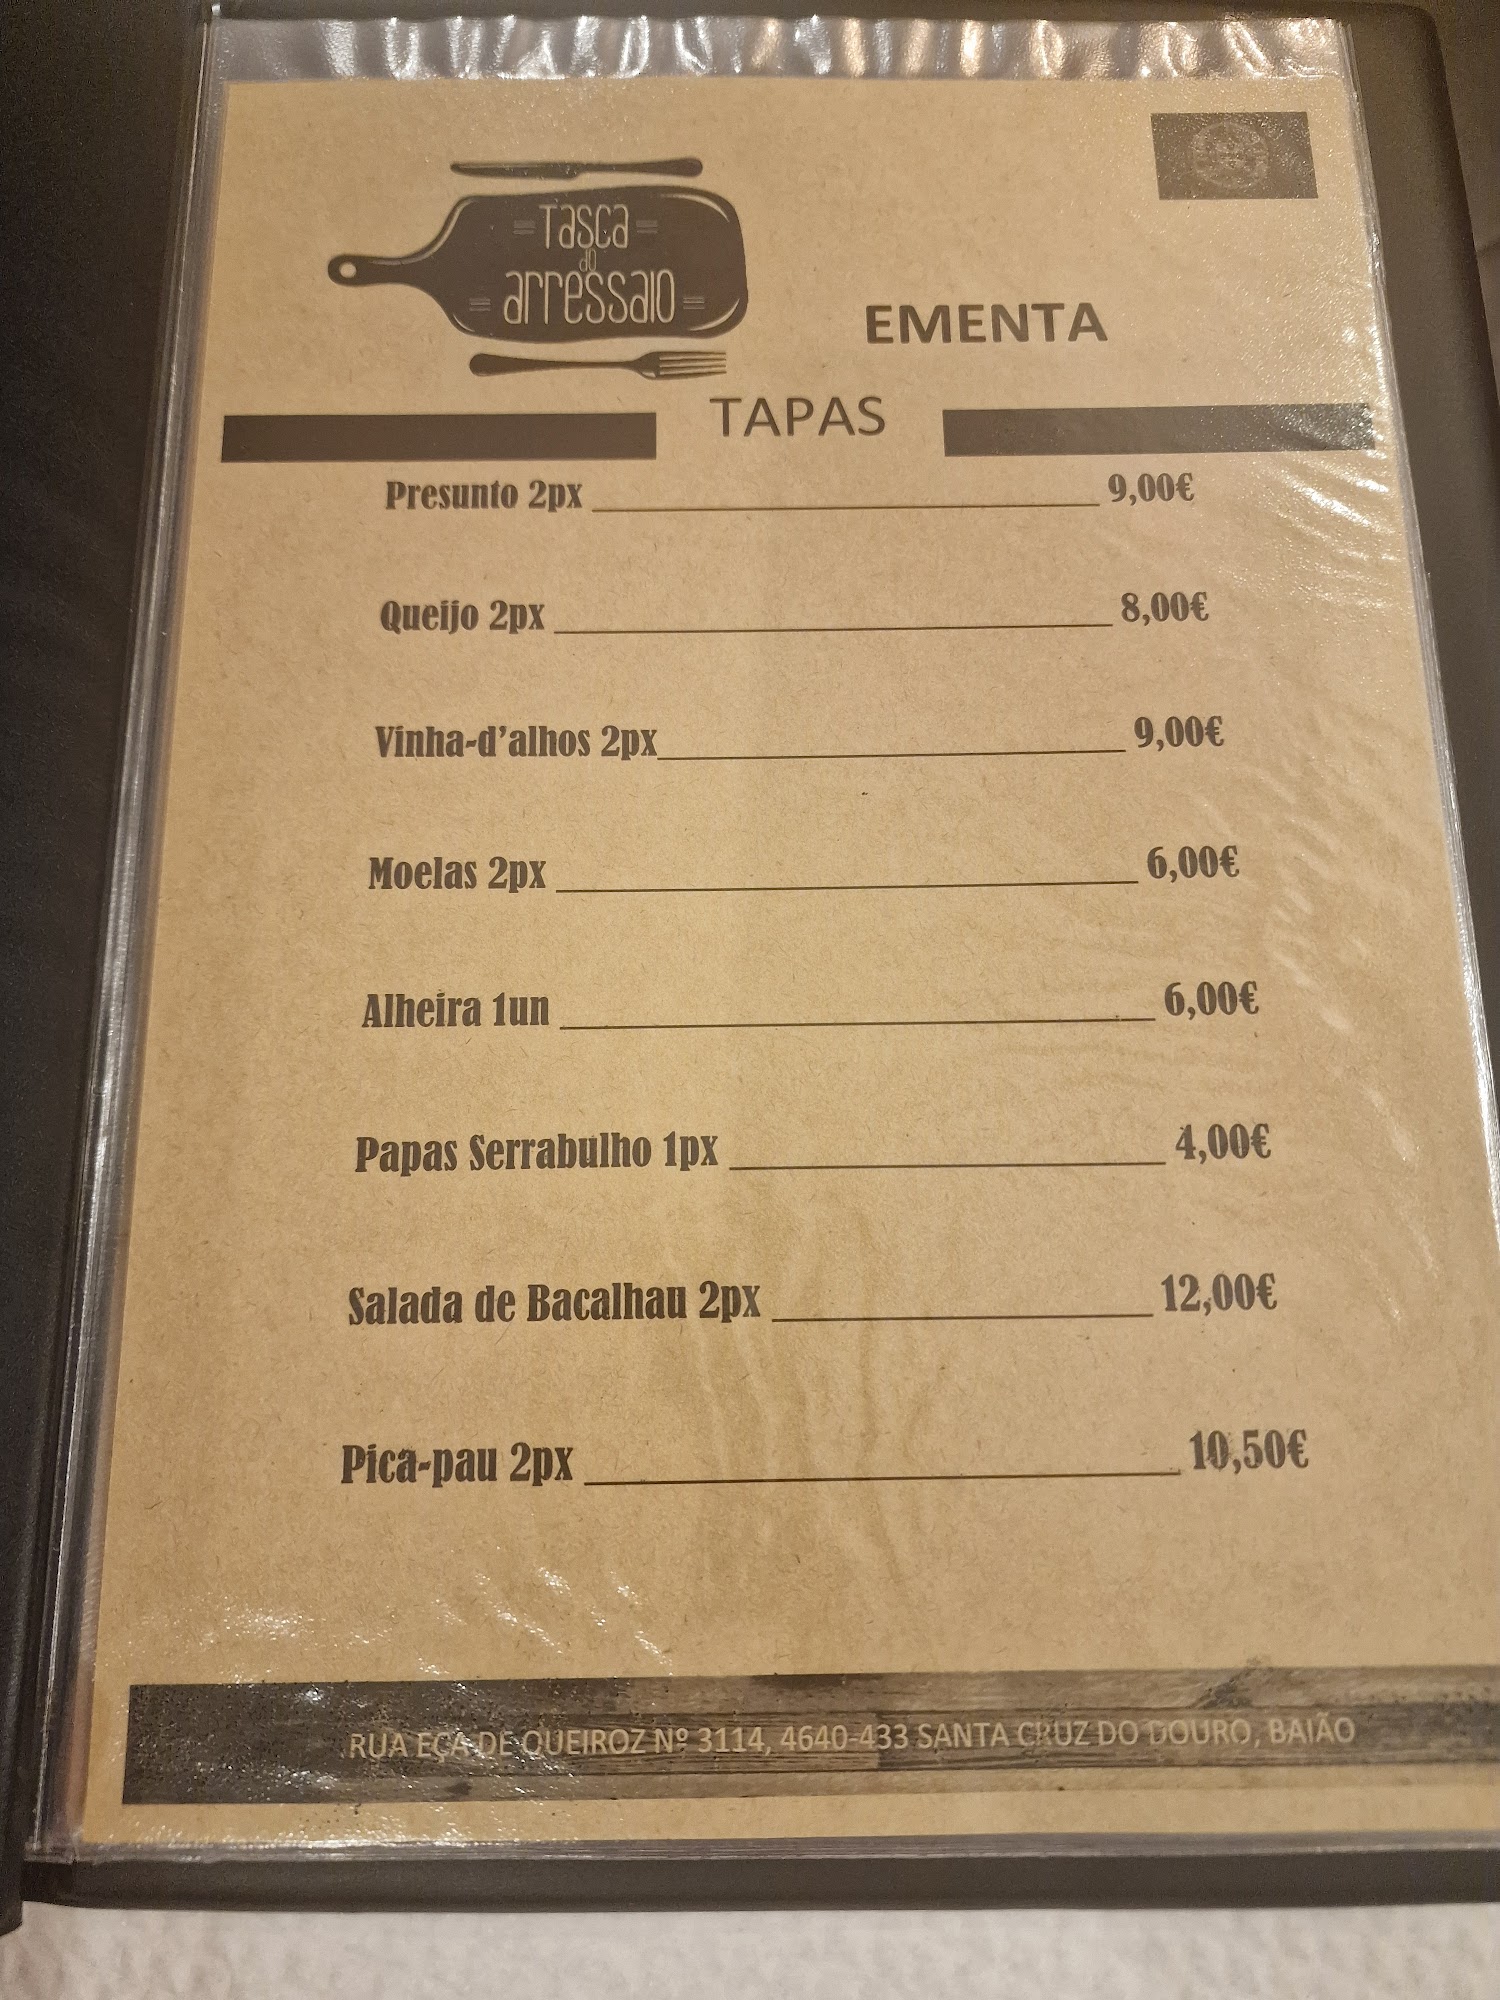 Tasca
do
arressaio
EMENTA
TAPAS
Presunto 2px 9,00€
Queijo 2px 8,00€
Vinha-d’alhos 2px 9,00€
Moelas 2px 6,00€
Alheira 1un 6,00€
Papas Serrabulho 1px 4,00€
Salada de Bacalhau 2px 12,00€
Pica-pau 2px 10,50€
RUA EÇA DE QUEIROZ Nº 3114, 4640-433 SANTA CRUZ DO DOURO, BAIÃO